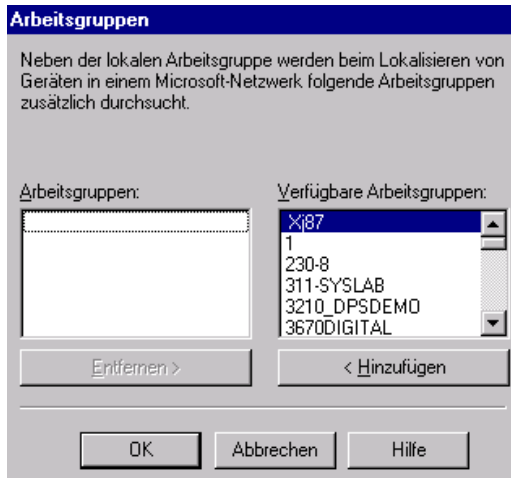 Arbeitsgruppen
Neben der lokalen Arbeitsgruppe werden beim Lokalisieren von
Geräten in einem Microsoft-Netzwerk folgende Arbeitsgruppen
zusätzlich durchsucht.
Arbeitsgruppen:
Verfügbare Arbeitsgruppen:
Xj87
1
230-8
311-SYSLAB
3210_DPSDEMO
3670DIGITAL
Entfernen >
< Hinzufügen
OK
Abbrechen
Hilfe